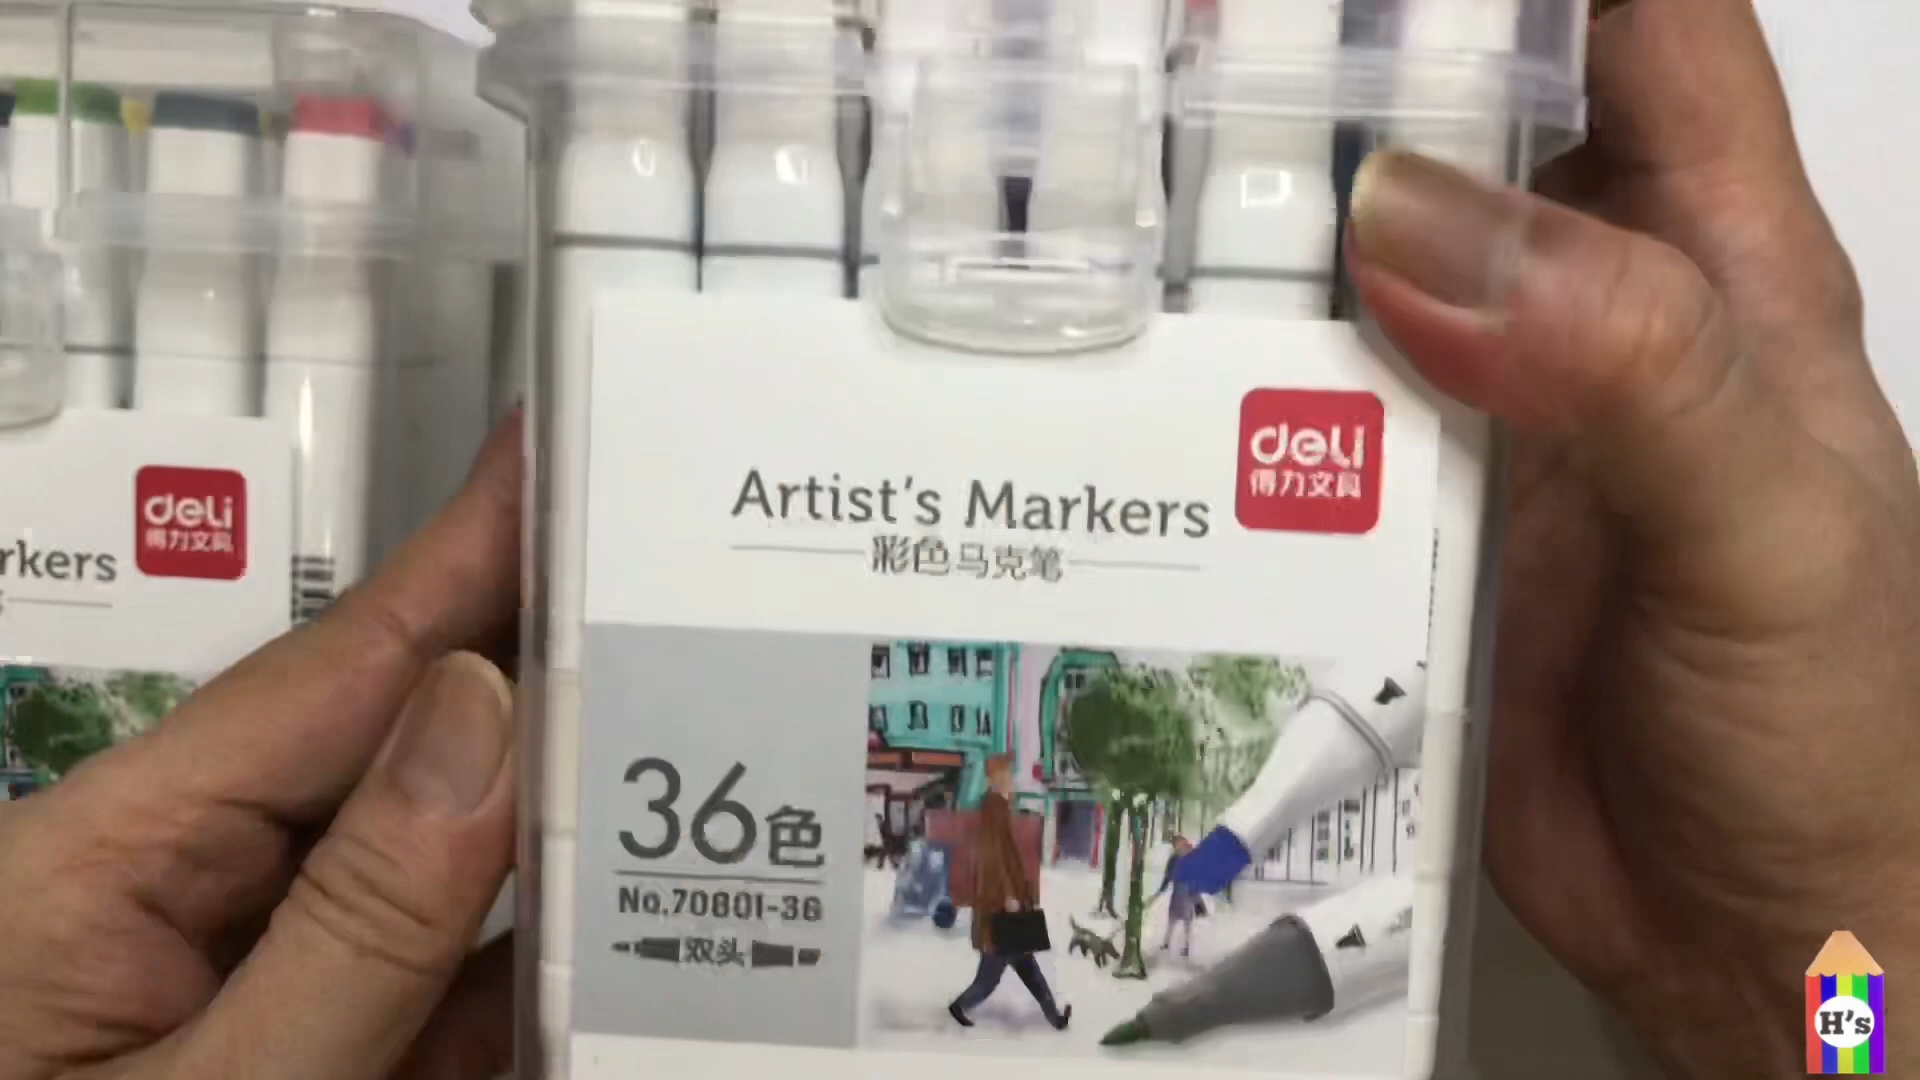 deli
得力文具
Artist's Markers
彩色马克笔
36色
No.70801-36
双头
deli
得力文具
rkers
H's